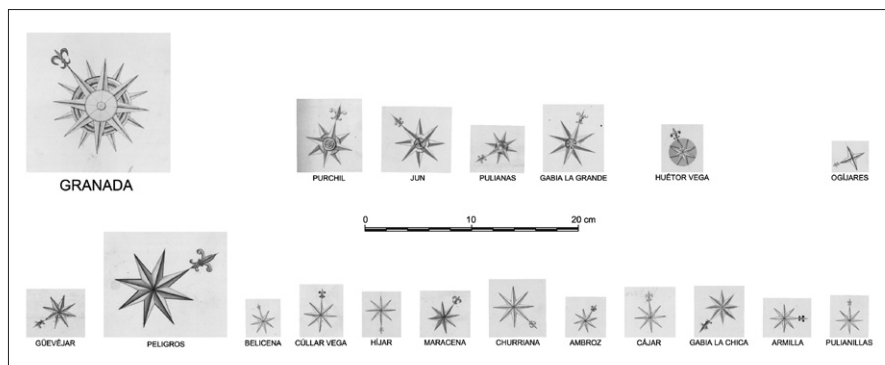 GRANADA
PURCHIL JUN PULIANAS GABIA LA GRANDE HUÉTOR VEGA OGÍJARES
0 10 20 cm
GÜEVÉJAR PELIGROS BELICENA CÚLLAR VEGA HÍJAR MARACENA CHURRIANA AMBROZ CÁJAR GABIA LA CHICA ARMILLA PULIANILLAS